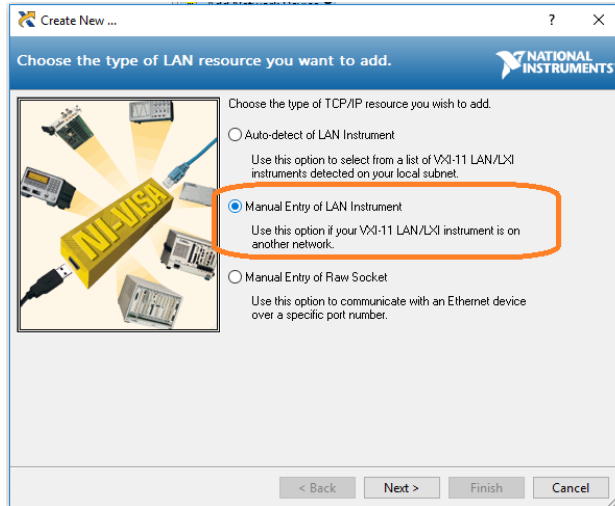 Add Network Device
Create New ...
? ×
Choose the type of LAN resource you want to add.
NATIONAL
INSTRUMENTS
Choose the type of TCP/IP resource you wish to add.
Auto-detect of LAN Instrument
Use this option to select from a list of VXI-11 LAN/LXI
instruments detected on your local subnet.
Manual Entry of LAN Instrument
Use this option if your VXI-11 LAN/LXI instrument is on
another network.
Manual Entry of Raw Socket
Use this option to communicate with an Ethernet device
over a specific port number.
NI-VISA
< Back
Next >
Finish
Cancel